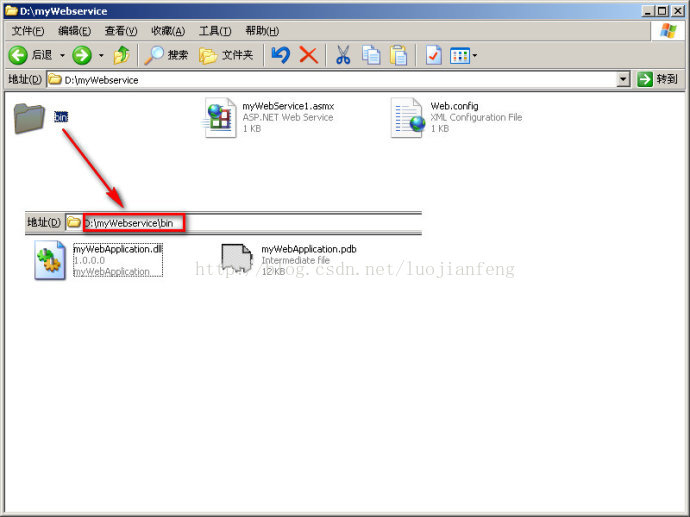 D:\myWebservice
文件(F) 编辑(E) 查看(V) 收藏(A) 工具(T) 帮助(H)
后退 搜索 文件夹
地址(D) D:\myWebservice 转到
bin
myWebService1.asmx
ASP.NET Web Service
1 KB
Web.config
XML Configuration File
1 KB
地址(D) D:\myWebservice\bin
myWebApplication.dll
1.0.0.0
myWebApplication
myWebApplication.pdb
Intermediate file
12 KB
http://blog.csdn.net/luojianfeng